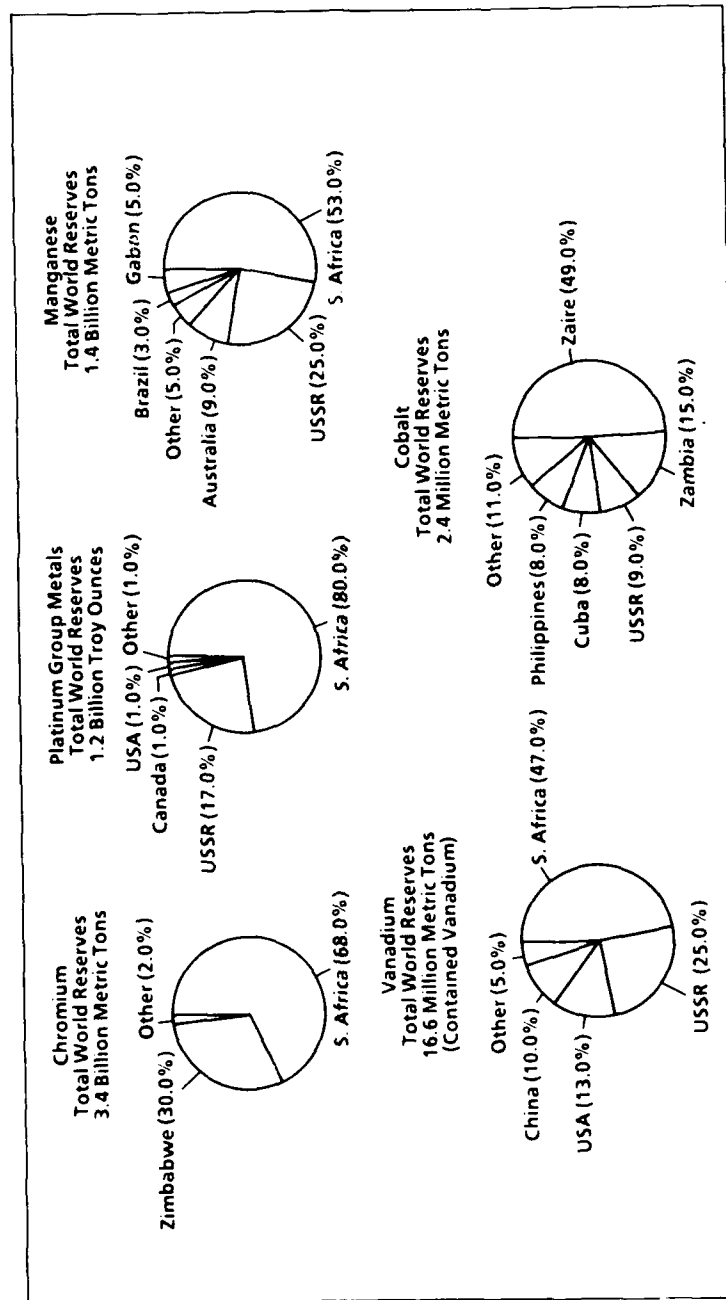 Chromium
Total World Reserves
3.4 Billion Metric Tons
Other (2.0%)
Zimbabwe (30.0%)
S. Africa (68.0%)
Platinum Group Metals
Total World Reserves
1.2 Billion Troy Ounces
Other (1.0%)
USA (1.0%)
Canada (1.0%)
USSR (17.0%)
S. Africa (80.0%)
Manganese
Total World Reserves
1.4 Billion Metric Tons
Gabon (5.0%)
Brazil (3.0%)
Other (5.0%)
Australia (9.0%)
USSR (25.0%)
S. Africa (53.0%)
Vanadium
Total World Reserves
16.6 Million Metric Tons
(Contained Vanadium)
S. Africa (47.0%)
Other (5.0%)
China (10.0%)
USA (13.0%)
USSR (25.0%)
Cobalt
Total World Reserves
2.4 Million Metric Tons
Other (11.0%)
Zaire (49.0%)
Philippines (8.0%)
Cuba (8.0%)
USSR (9.0%)
Zambia (15.0%)